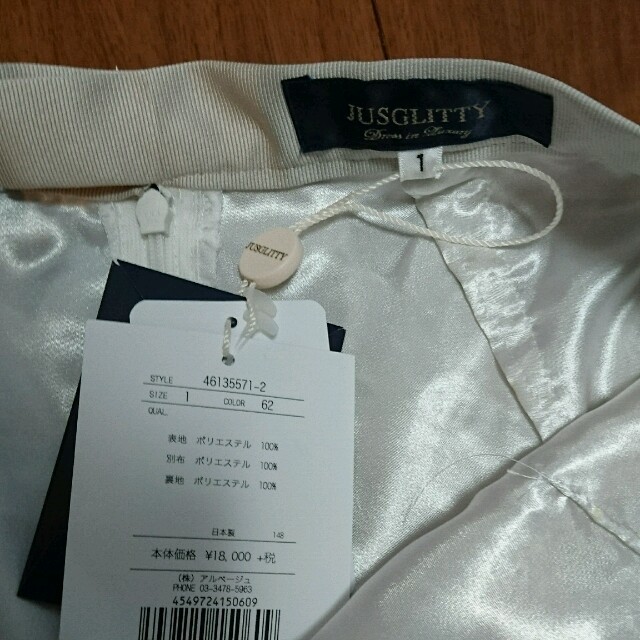 JUSGLITTY
Dress in Luxury
1
JUSGLITTY
STYLE 46135571-2
SIZE 1 COLOR 62
QUAL.
表地 ポリエステル 100%
別布 ポリエステル 100%
裏地 ポリエステル 100%
日本製 148
本体価格 ¥18,000 +税
(株) アルページュ
PHONE 03-3478-5963
4549724150609